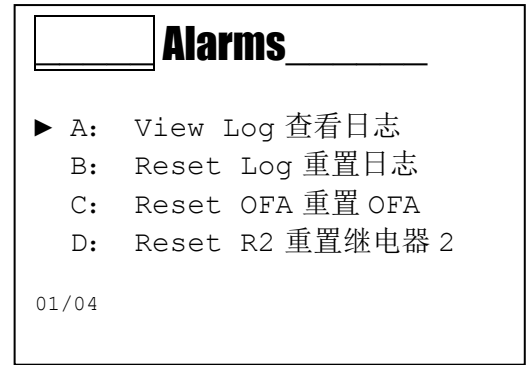 Alarms
► A: View Log 查看日志
B: Reset Log 重置日志
C: Reset OFA 重置 OFA
D: Reset R2 重置继电器 2
01/04